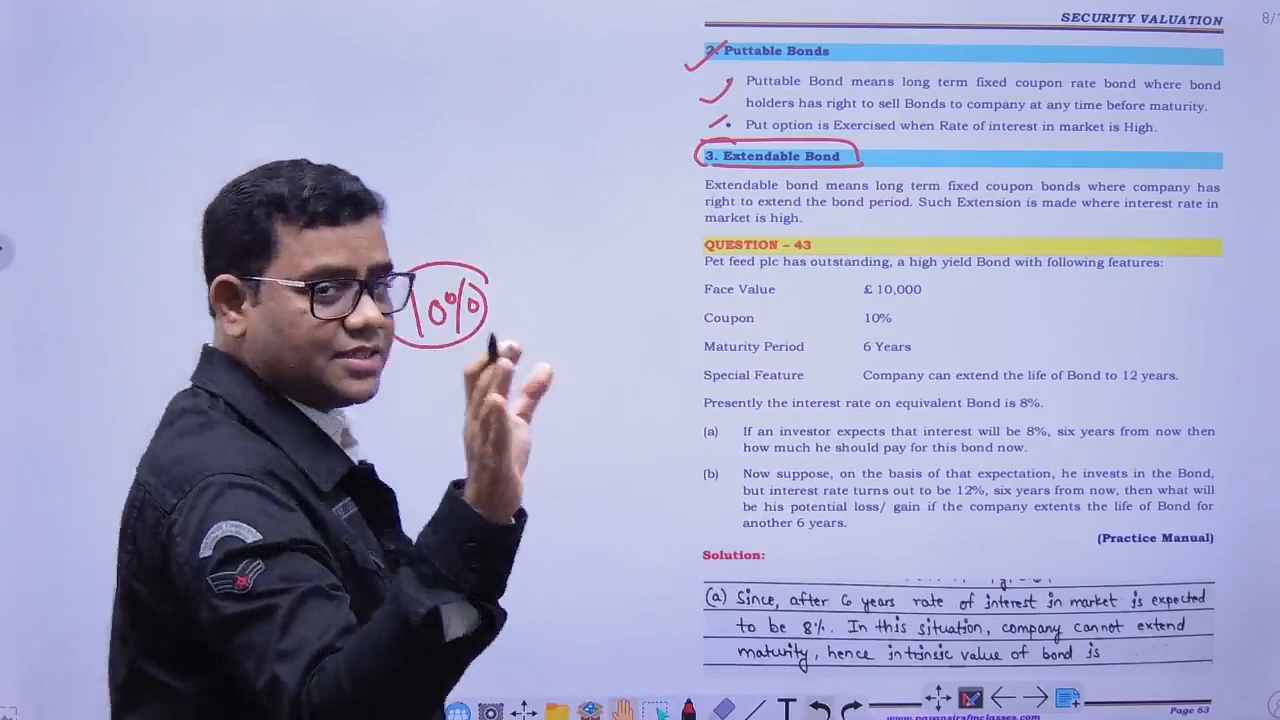 SECURITY VALUATION
8/
2. Puttable Bonds
• Puttable Bond means long term fixed coupon rate bond where bond
holders has right to sell Bonds to company at any time before maturity.
• Put option is Exercised when Rate of interest in market is High.
3. Extendable Bond
Extendable bond means long term fixed coupon bonds where company has
right to extend the bond period. Such Extension is made where interest rate in
market is high.
10%
QUESTION – 43
Pet feed plc has outstanding, a high yield Bond with following features:
Face Value £ 10,000
Coupon 10%
Maturity Period 6 Years
Special Feature Company can extend the life of Bond to 12 years.
Presently the interest rate on equivalent Bond is 8%.
(a) If an investor expects that interest will be 8%, six years from now then
how much he should pay for this bond now.
(b) Now suppose, on the basis of that expectation, he invests in the Bond,
but interest rate turns out to be 12%, six years from now, then what will
be his potential loss/ gain if the company extents the life of Bond for
another 6 years.
(Practice Manual)
Solution:
(a) Since, after 6 years rate of interest in market is expected
to be 8%. In this situation, company cannot extend
maturity, hence intrinsic value of bond is
T
www.pavansirsfmclasses.com
Page 63